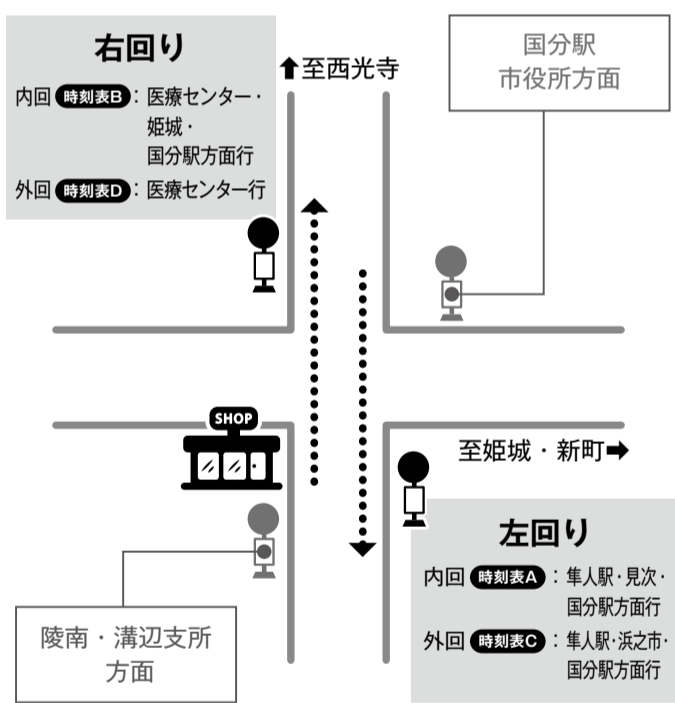 右回り
内回 時刻表B：医療センター・
姫城・
国分駅方面行
外回 時刻表D：医療センター行
↑至西光寺
国分駅
市役所方面
SHOP
至姫城・新町→
陵南・溝辺支所
方面
左回り
内回 時刻表A：隼人駅・見次・
国分駅方面行
外回 時刻表C：隼人駅・浜之市・
国分駅方面行